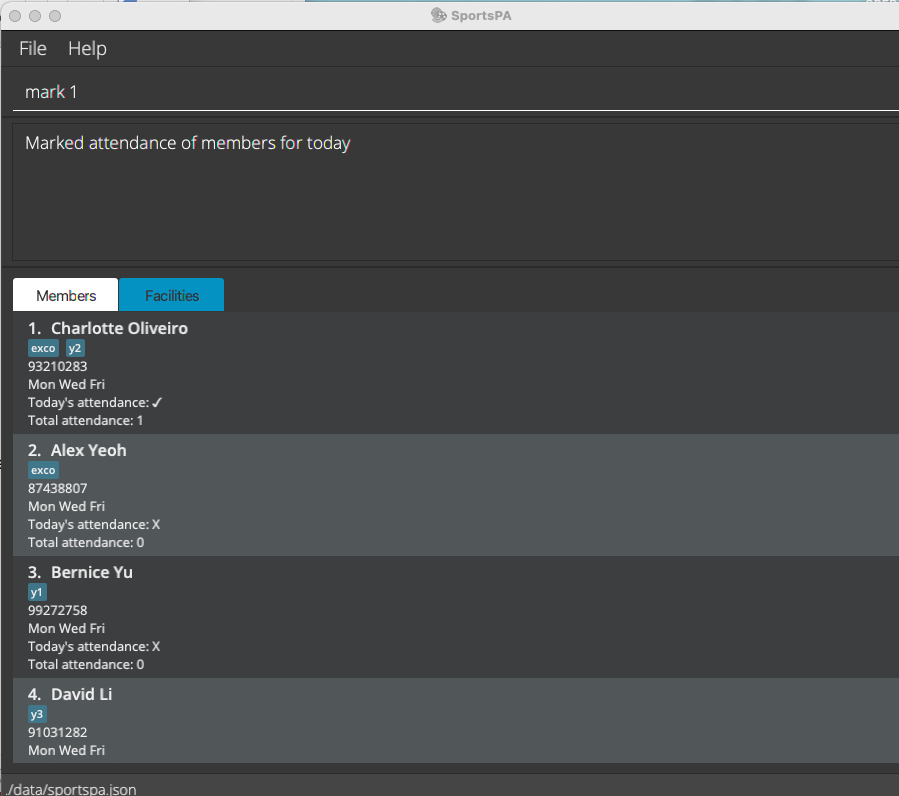 SportsPA
File Help
mark 1
Marked attendance of members for today
Members Facilities
1. Charlotte Oliveiro
exco y2
93210283
Mon Wed Fri
Today's attendance: ✓
Total attendance: 1
2. Alex Yeoh
exco
87438807
Mon Wed Fri
Today's attendance: X
Total attendance: 0
3. Bernice Yu
y1
99272758
Mon Wed Fri
Today's attendance: X
Total attendance: 0
4. David Li
y3
91031282
Mon Wed Fri
./data/sportspa.json